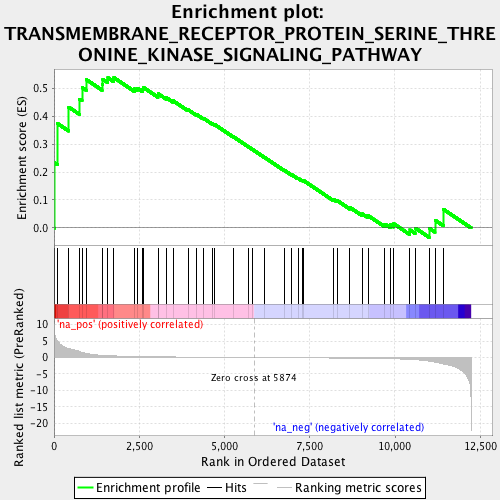 Enrichment plot:
TRANSMEMBRANE_RECEPTOR_PROTEIN_SERINE_THRE
ONINE_KINASE_SIGNALING_PATHWAY
Enrichment score (ES)
0.5
0.4
0.3
0.2
0.1
0.0
'na_pos' (positively correlated)
Ranked list metric (PreRanked)
10
5
0
-5
-10
-15
-20
Zero cross at 5874
'na_neg' (negatively correlated)
0
2,500
5,000
7,500
10,000
12,500
Rank in Ordered Dataset
Enrichment profile
Hits
Ranking metric scores